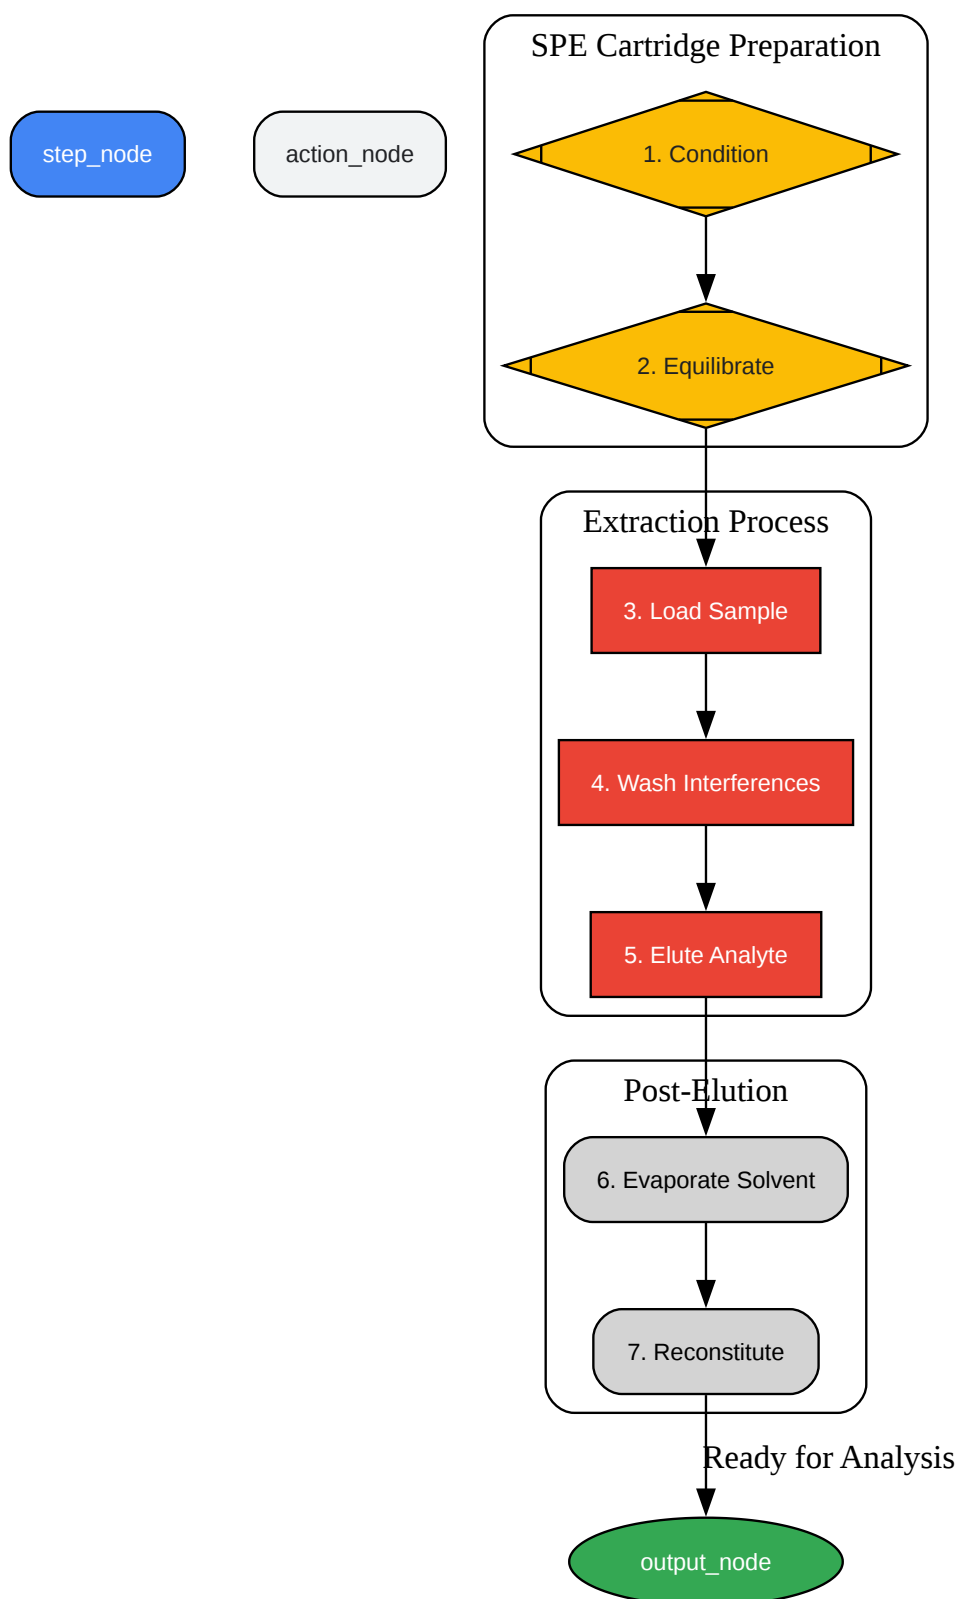 SPE Cartridge Preparation
step_node
action_node
1. Condition
2. Equilibrate
Extraction Process
3. Load Sample
4. Wash Interferences
5. Elute Analyte
Post-Elution
6. Evaporate Solvent
7. Reconstitute
Ready for Analysis
output_node